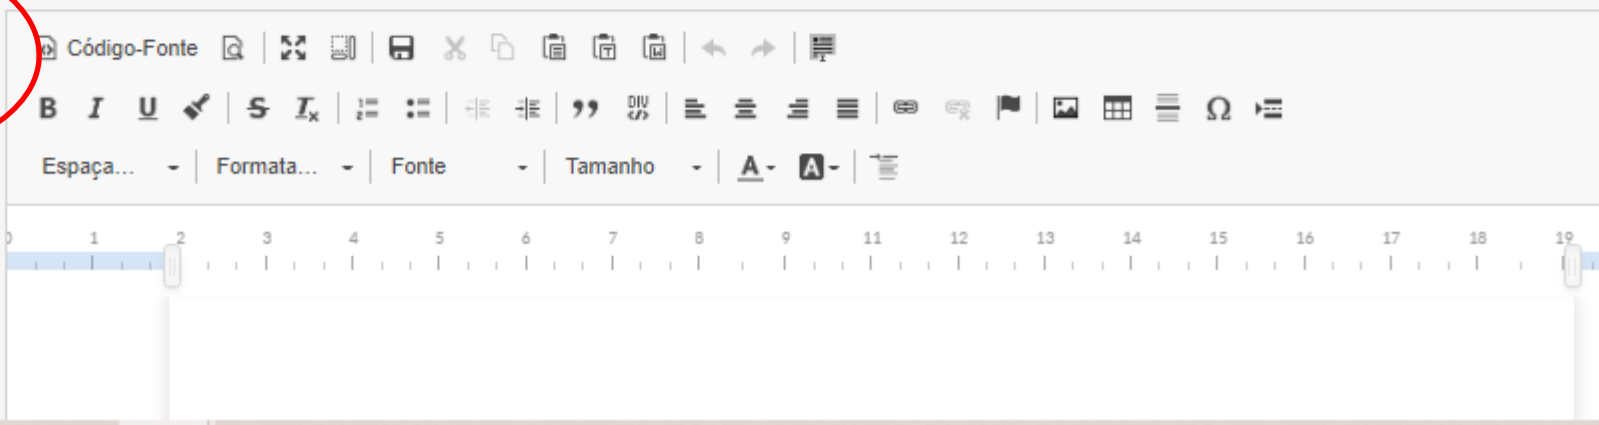 Código-Fonte
B I U S Ix
Espaça... Formata... Fonte Tamanho A A
0 1 2 3 4 5 6 7 8 9 11 12 13 14 15 16 17 18 19